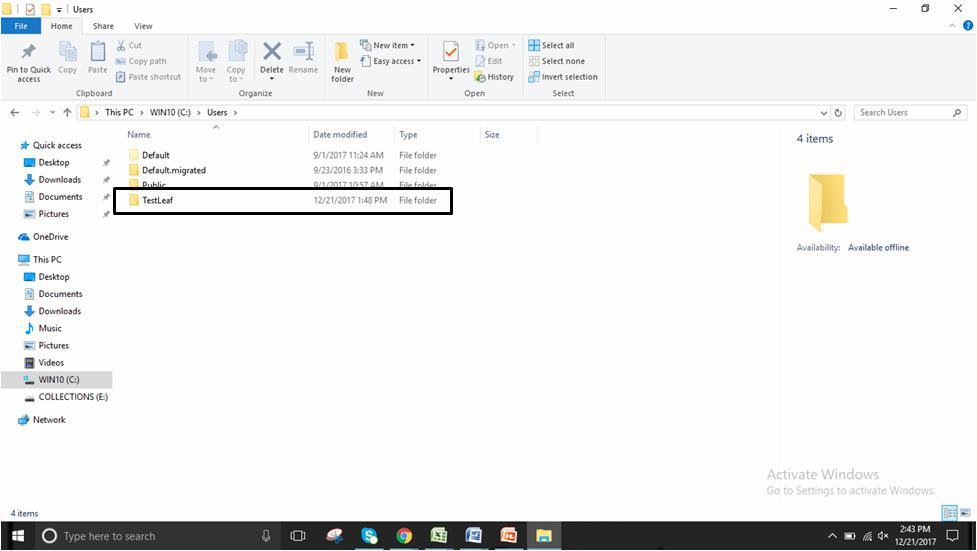 Users
File Home Share View
Pin to Quick access
Copy
Paste
Cut
Copy path
Paste shortcut
Clipboard
Move to
Copy to
Delete
Rename
Organize
New folder
New item
Easy access
New
Properties
Open
Edit
History
Open
Select all
Select none
Invert selection
Select
This PC > WIN10 (C:) > Users >
Search Users
Quick access
Desktop
Downloads
Documents
Pictures
OneDrive
This PC
Desktop
Documents
Downloads
Music
Pictures
Videos
WIN10 (C:)
COLLECTIONS (E:)
Network
Name Date modified Type Size
Default 9/1/2017 11:24 AM File folder
Default.migrated 9/23/2016 3:33 PM File folder
Public 9/1/2017 10:57 AM File folder
TestLeaf 12/21/2017 1:48 PM File folder
4 items
Availability: Available offline
Activate Windows
Go to Settings to activate Windows.
4 items
Type here to search
2:43 PM
12/21/2017